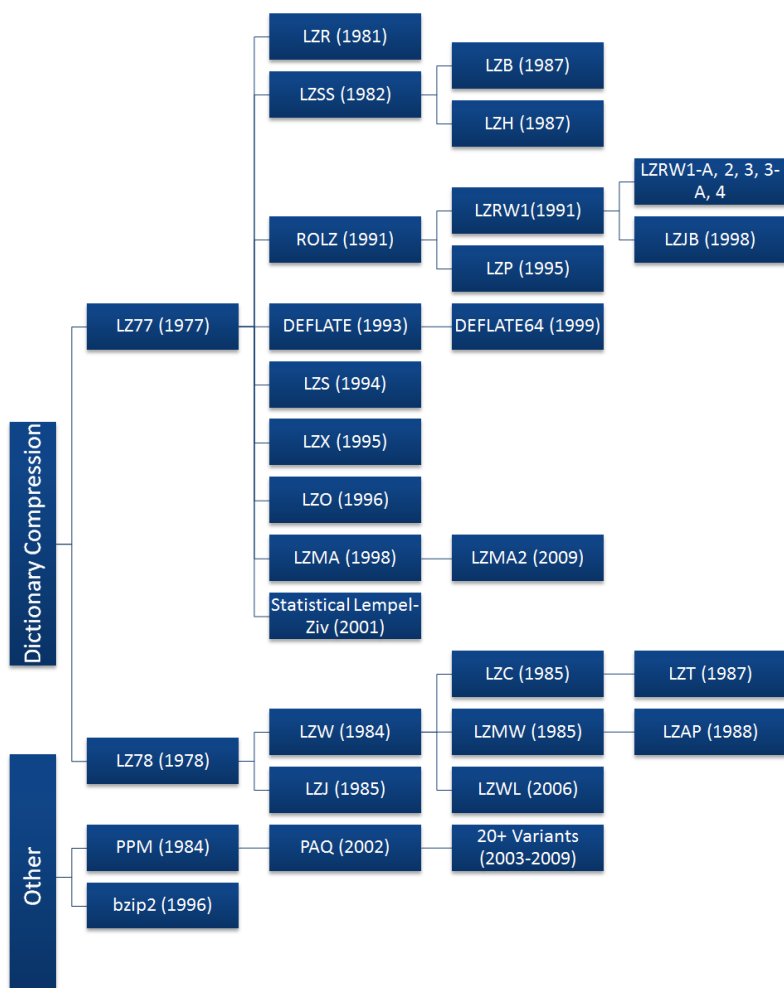 LZR (1981)
LZSS (1982)
LZB (1987)
LZH (1987)
LZRW1-A, 2, 3, 3-
A, 4
LZRW1(1991)
ROLZ (1991)
LZJB (1998)
LZP (1995)
LZ77 (1977)
DEFLATE (1993)
DEFLATE64 (1999)
LZS (1994)
LZX (1995)
LZO (1996)
Dictionary Compression
LZMA (1998)
LZMA2 (2009)
Statistical Lempel-
Ziv (2001)
LZC (1985)
LZT (1987)
LZW (1984)
LZMW (1985)
LZAP (1988)
LZ78 (1978)
LZJ (1985)
LZWL (2006)
Other
PPM (1984)
PAQ (2002)
20+ Variants
(2003-2009)
bzip2 (1996)